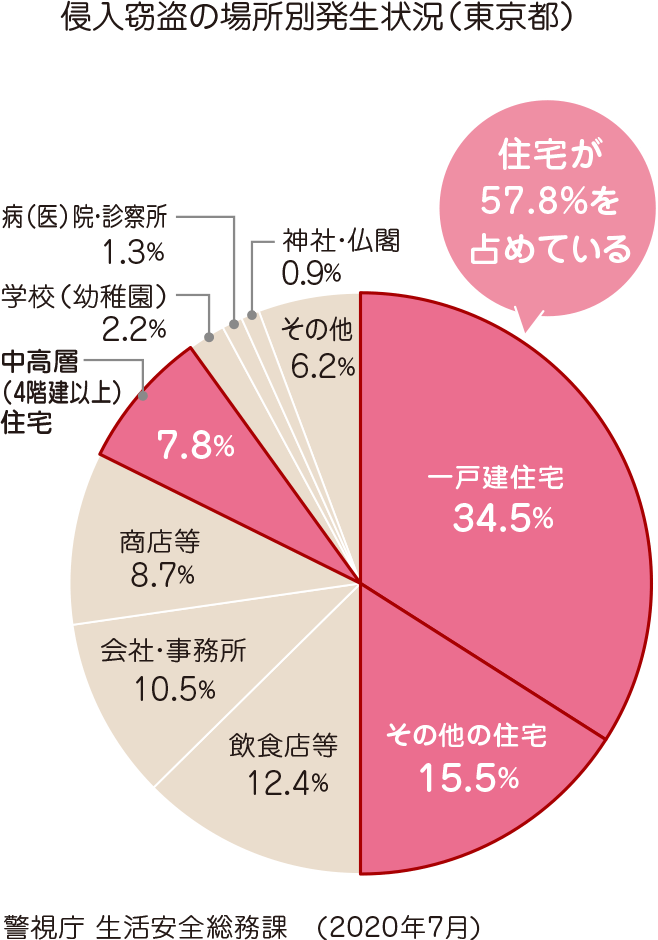 侵入窃盗の場所別発生状況（東京都）
住宅が
57.8%を
占めている
病（医）院・診察所
1.3%
神社・仏閣
0.9%
学校（幼稚園）
2.2%
その他
6.2%
中高層
（4階建以上）
住宅
7.8%
一戸建住宅
34.5%
商店等
8.7%
会社・事務所
10.5%
その他の住宅
15.5%
飲食店等
12.4%
警視庁 生活安全総務課 （2020年7月）